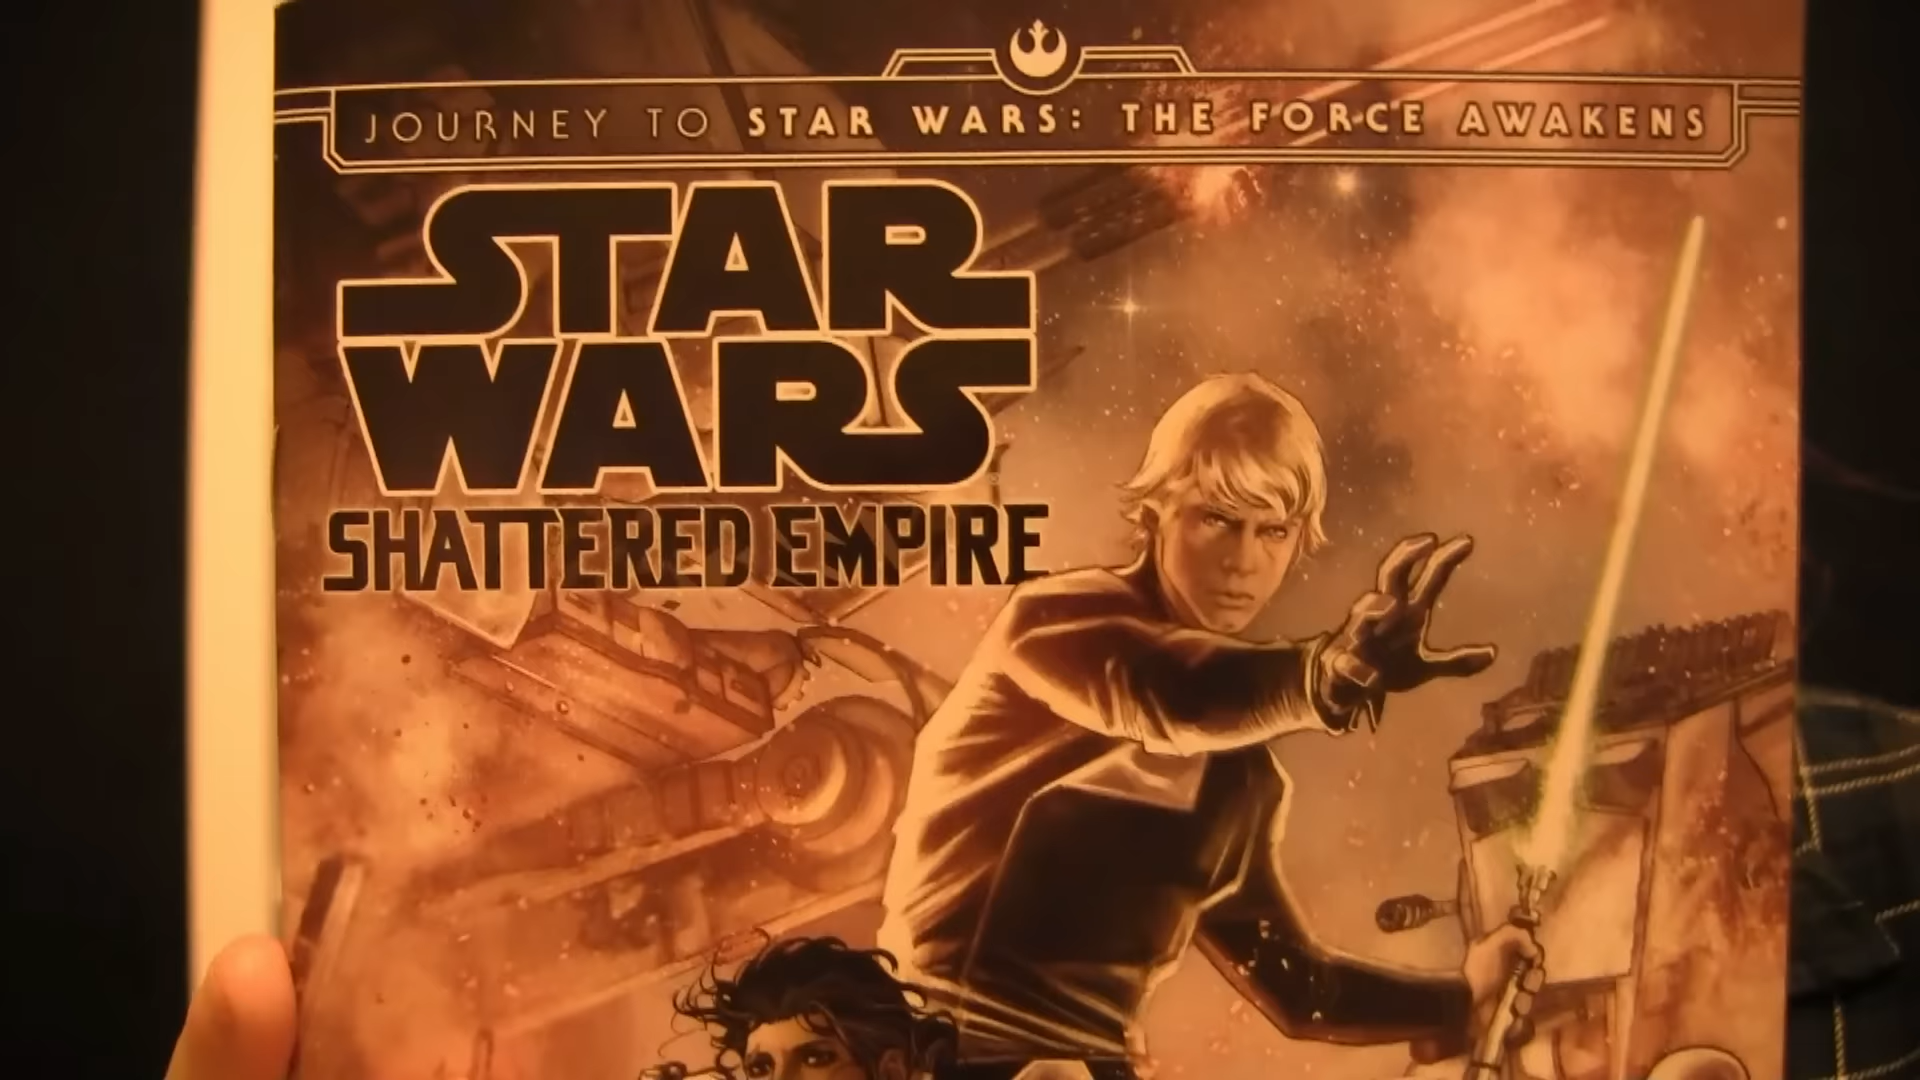 JOURNEY TO STAR WARS: THE FORCE AWAKENS
STAR
WARS
SHATTERED EMPIRE